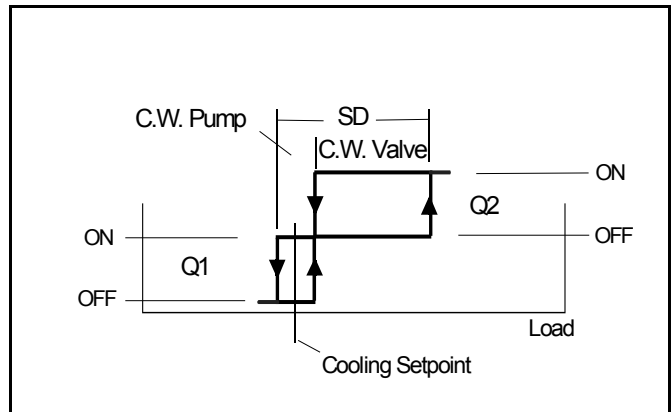 SD
C.W. Pump
C.W. Valve
ON
Q2
ON
OFF
Q1
OFF
Load
Cooling Setpoint